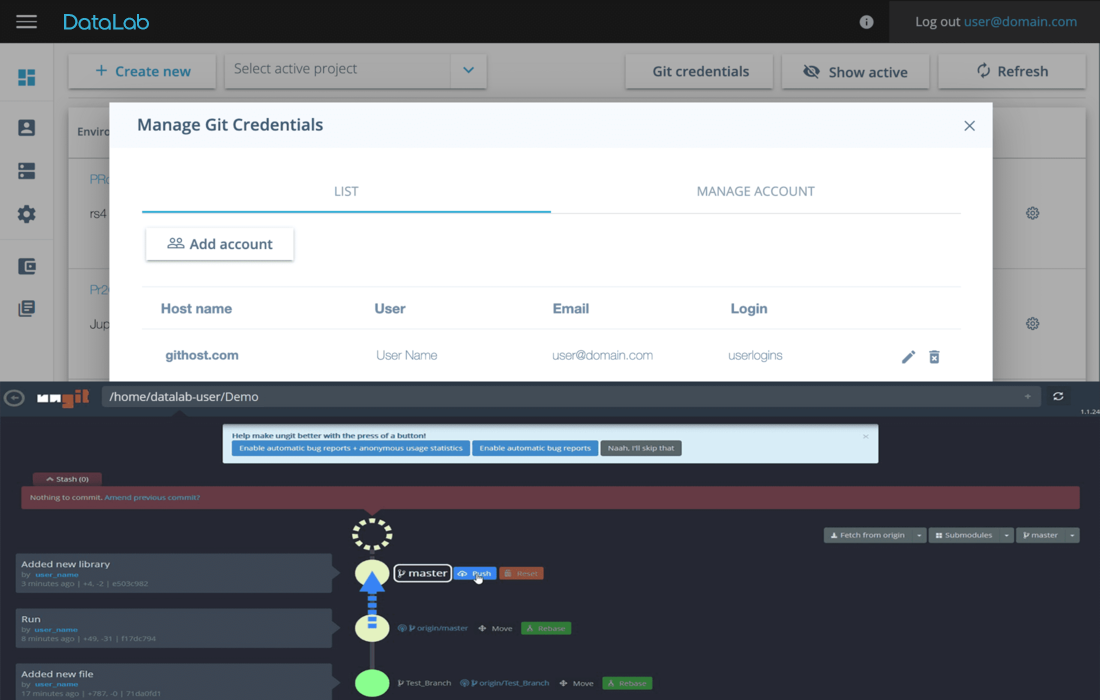 DataLab
Log out user@domain.com
+ Create new
Select active project
Git credentials
Show active
Refresh
Manage Git Credentials
Enviro
LIST
MANAGE ACCOUNT
PRo
rs4
Add account
Host name User Email Login
Jup
githost.com User Name user@domain.com userlogins
ungit
/home/datalab-user/Demo
+
1.1.24
Help make ungit better with the press of a button!
Enable automatic bug reports + anonymous usage statistics
Enable automatic bug reports
Naah, I'll skip that
Stash (0)
Nothing to commit. Amend previous commit?
Fetch from origin
Submodules
master
Added new library
by user_name
3 minutes ago | +4, -2 | e503c982
master
Push
Reset
Run
by user_name
8 minutes ago | +49, -31 | f17dc794
origin/master
Move
Rebase
Added new file
by user_name
17 minutes ago | +787, -0 | 71da0fd1
Test_Branch
origin/Test_Branch
Move
Rebase